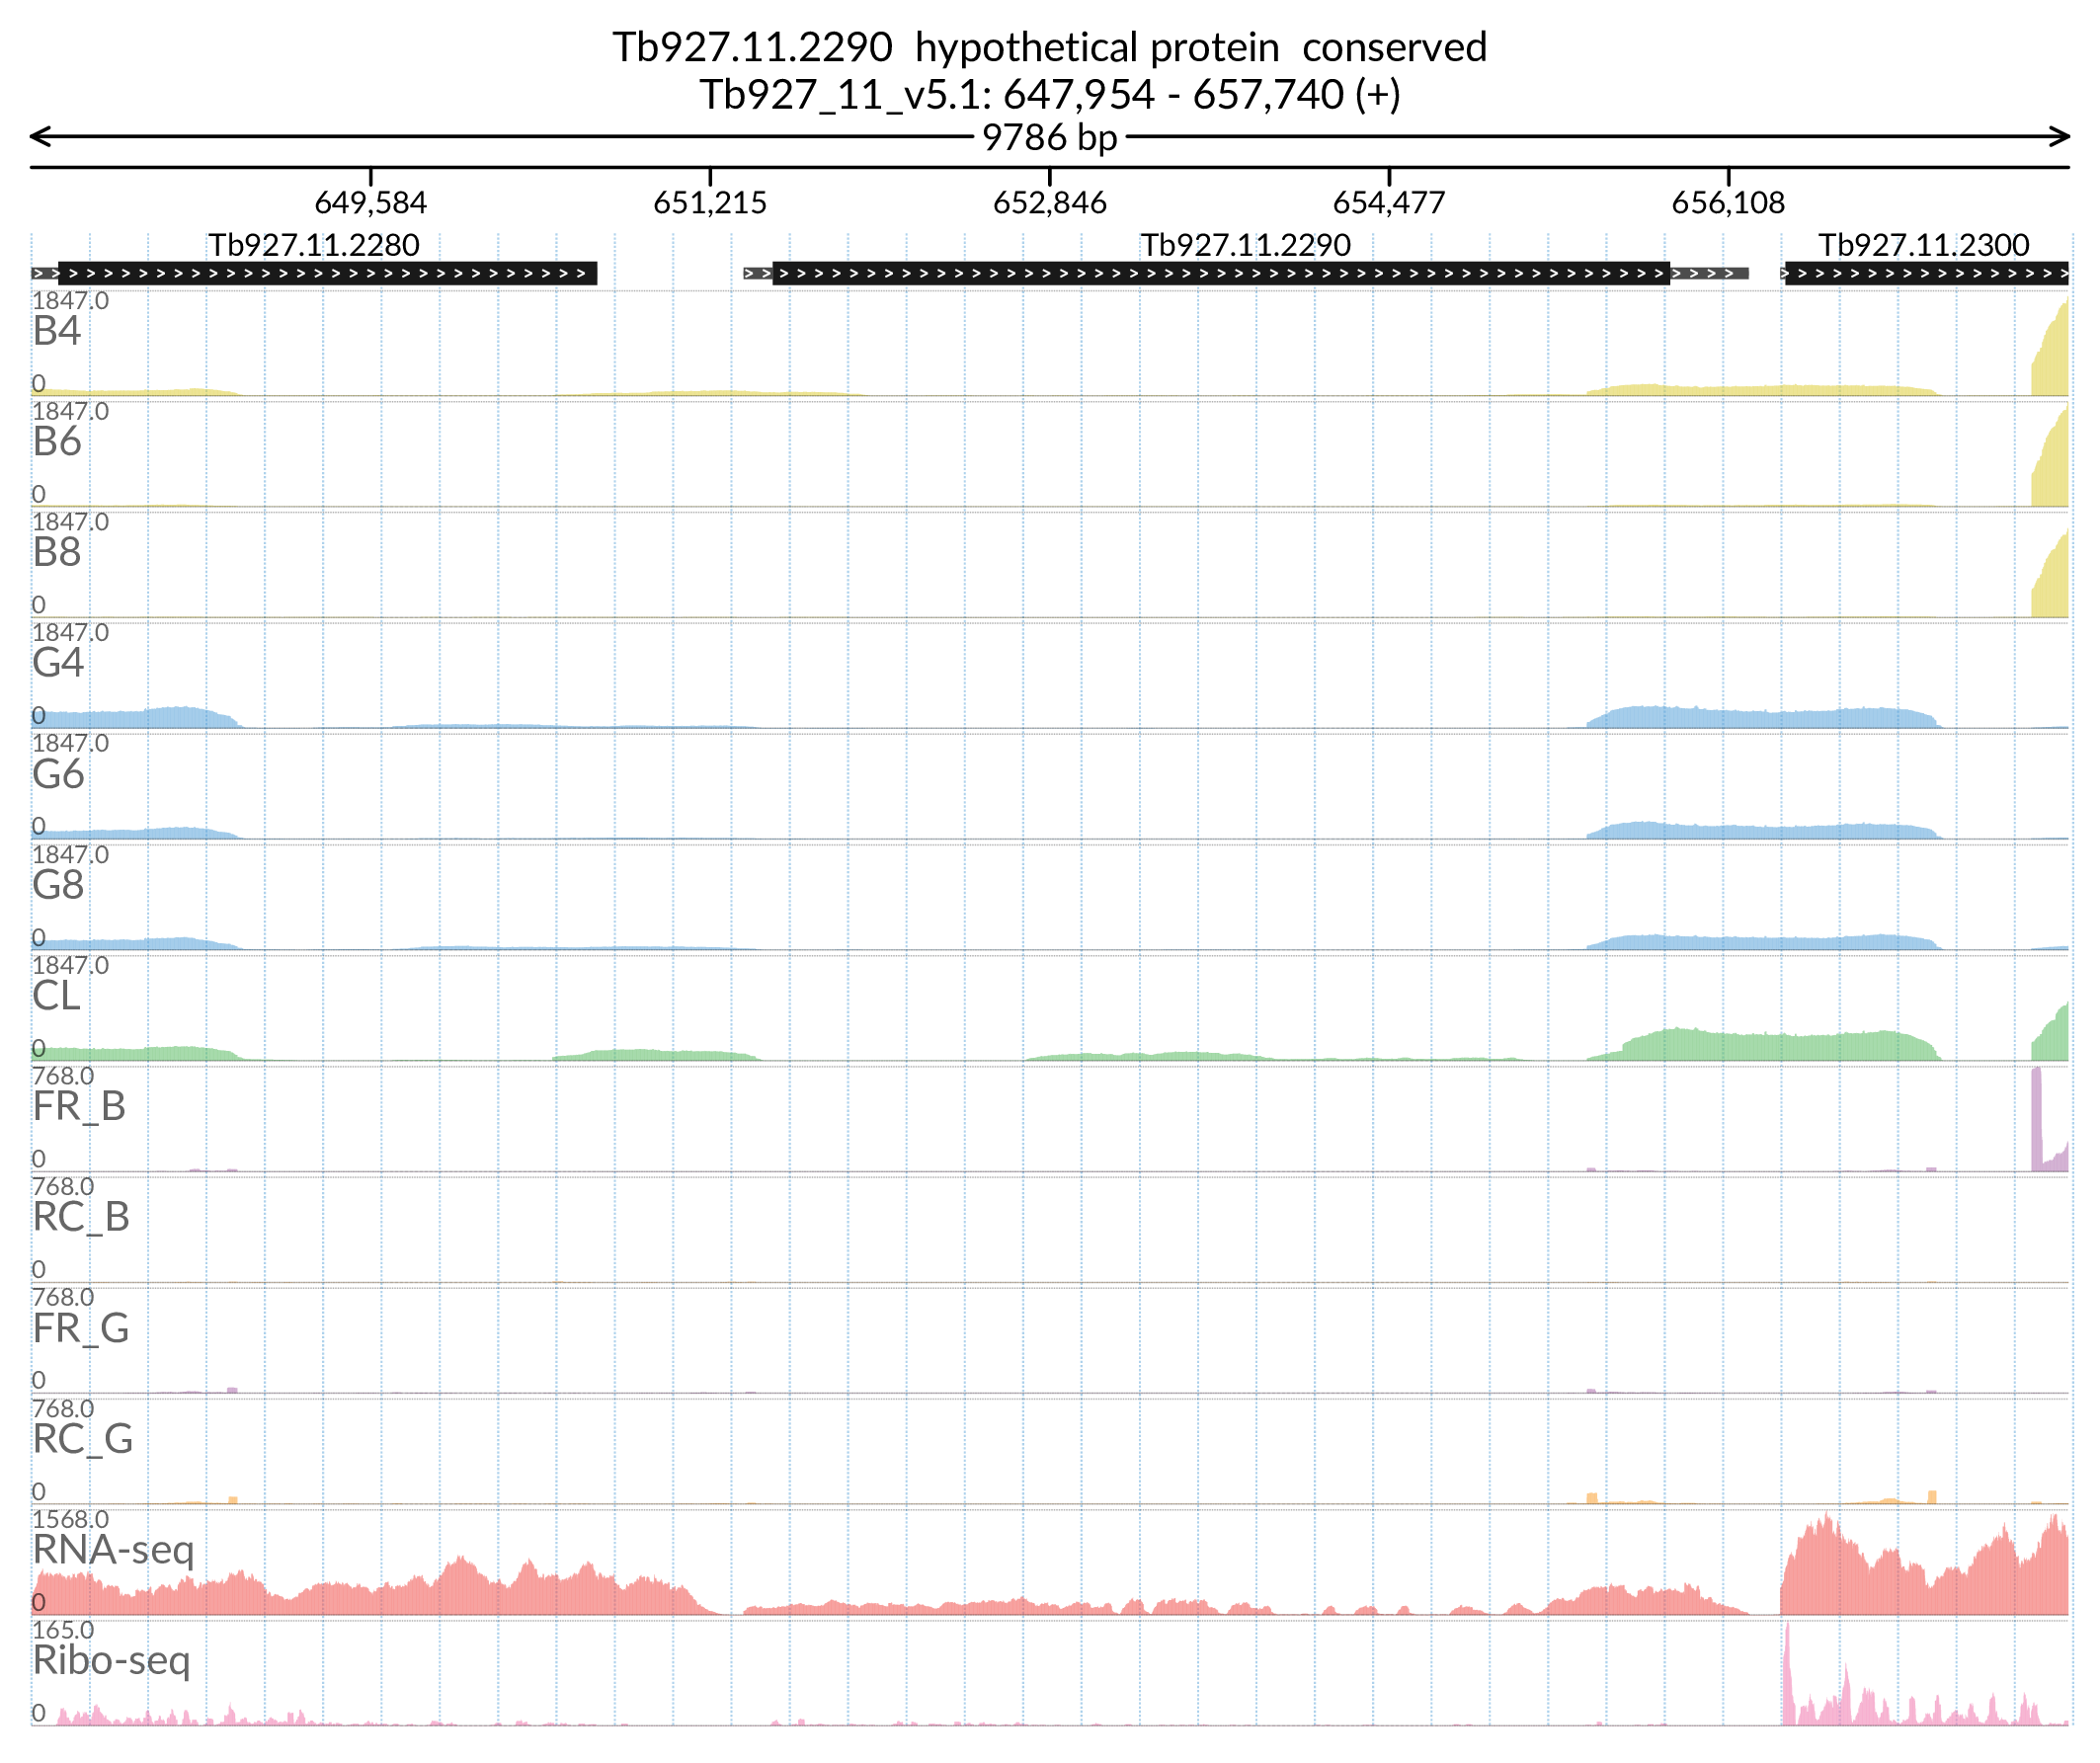 Tb927.11.2290  hypothetical protein  conserved
Tb927_11_v5.1: 647,954 - 657,740 (+)
9786 bp
649,584 651,215 652,846 654,477 656,108
Tb927.11.2280 Tb927.11.2290 Tb927.11.2300
1847.0
B4
0
1847.0
B6
0
1847.0
B8
0
1847.0
G4
0
1847.0
G6
0
1847.0
G8
0
1847.0
CL
0
768.0
FR_B
0
768.0
RC_B
0
768.0
FR_G
0
768.0
RC_G
0
1568.0
RNA-seq
0
165.0
Ribo-seq
0